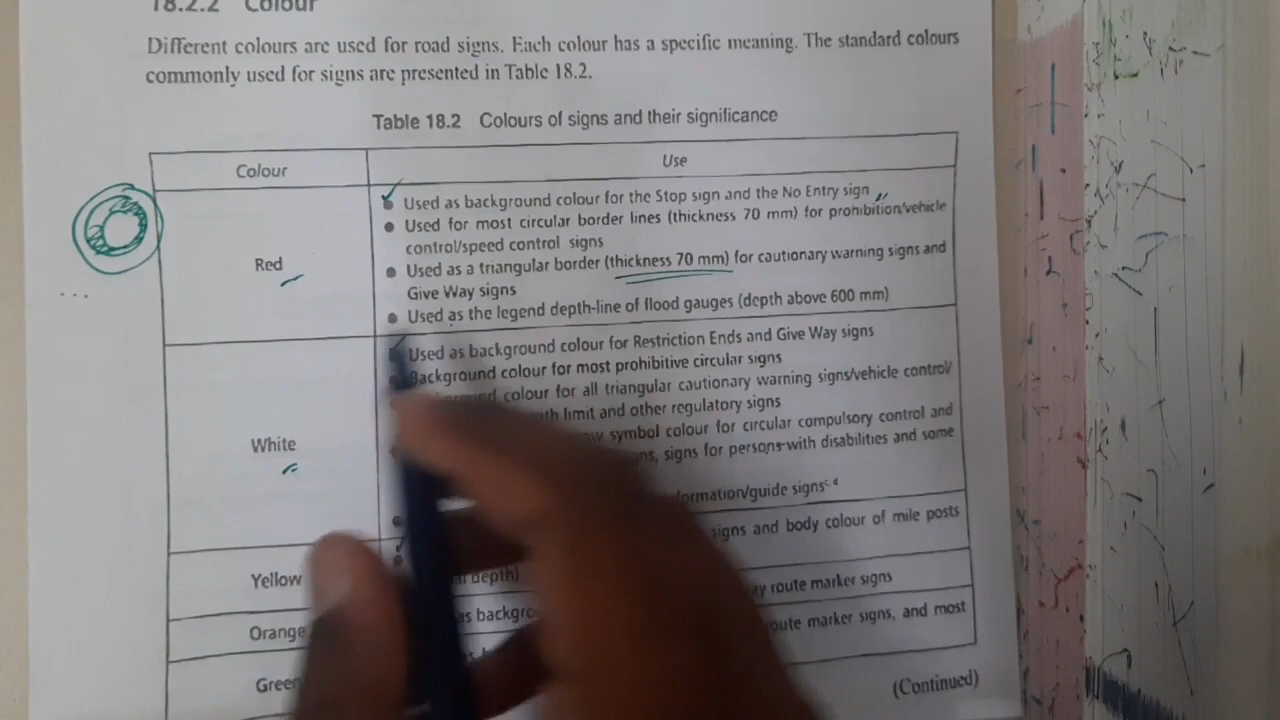 18.2.2 Colour
Different colours are used for road signs. Each colour has a specific meaning. The standard colours
commonly used for signs are presented in Table 18.2.
Table 18.2 Colours of signs and their significance
Colour
Use
Red
• Used as background colour for the Stop sign and the No Entry sign
• Used for most circular border lines (thickness 70 mm) for prohibition/vehicle
control/speed control signs
• Used as a triangular border (thickness 70 mm) for cautionary warning signs and
Give Way signs
• Used as the legend depth-line of flood gauges (depth above 600 mm)
White
Used as background colour for Restriction Ends and Give Way signs
Background colour for most prohibitive circular signs
colour for all triangular cautionary warning signs/vehicle control/
limit and other regulatory signs
symbol colour for circular compulsory control and
signs for persons with disabilities and some
information/guide signs
signs and body colour of mile posts
Yellow
depth)
route marker signs
Orange
as
route marker signs, and most
Green
(Continued)